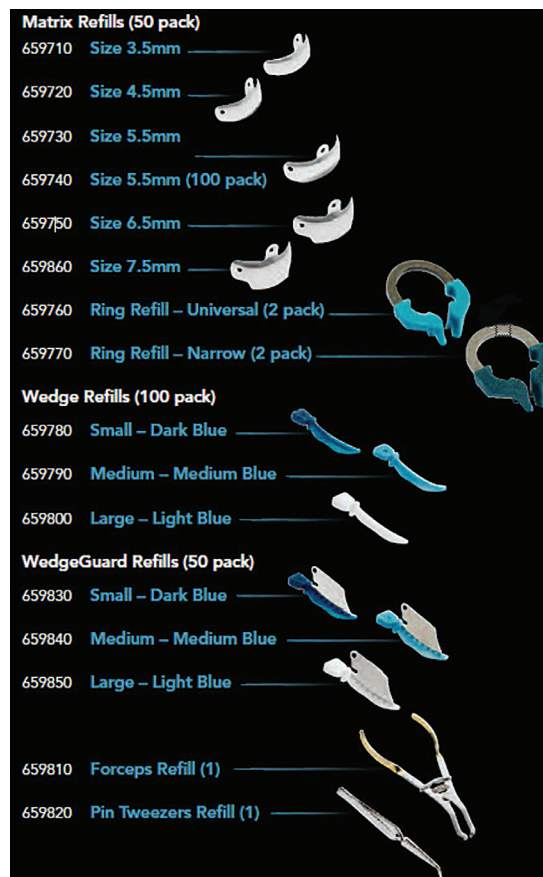 Matrix Refills (50 pack)
659710 Size 3.5mm
659720 Size 4.5mm
659730 Size 5.5mm
659740 Size 5.5mm (100 pack)
659750 Size 6.5mm
659860 Size 7.5mm
659760 Ring Refill – Universal (2 pack)
659770 Ring Refill – Narrow (2 pack)
Wedge Refills (100 pack)
659780 Small – Dark Blue
659790 Medium – Medium Blue
659800 Large – Light Blue
WedgeGuard Refills (50 pack)
659830 Small – Dark Blue
659840 Medium – Medium Blue
659850 Large – Light Blue
659810 Forceps Refill (1)
659820 Pin Tweezers Refill (1)